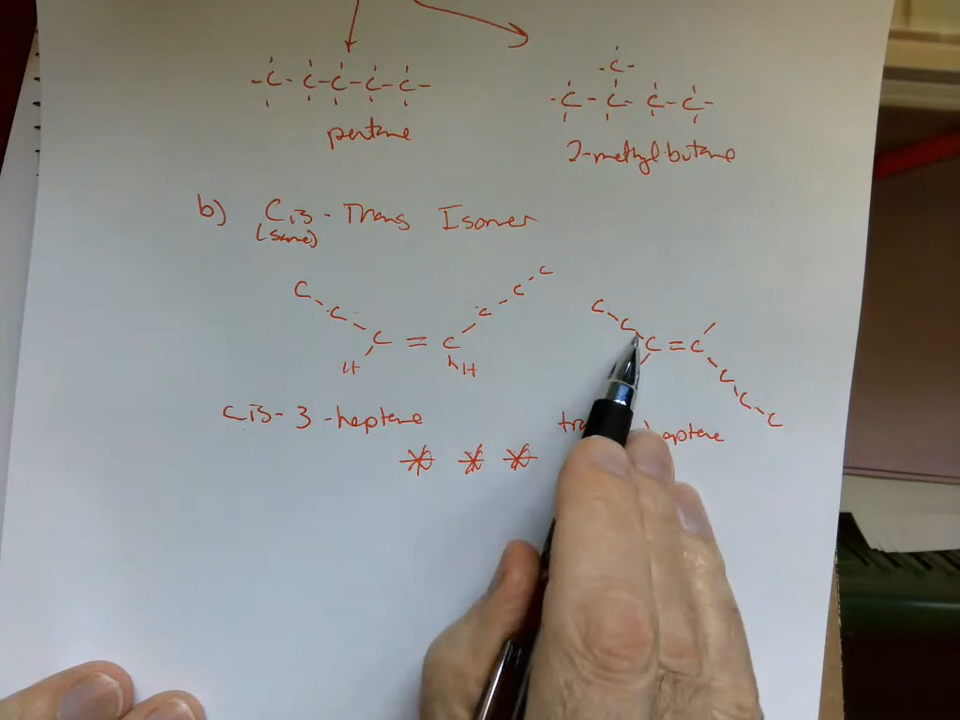 C
- C - C - C - C - C -
- C - C - C - C -
pentane
2-methyl butane
b) Cis - Trans Isomer
(same)
C - C - C = C - C - C - C
H H
C - C - C = C - C - C - C
cis - 3 - heptene
heptene